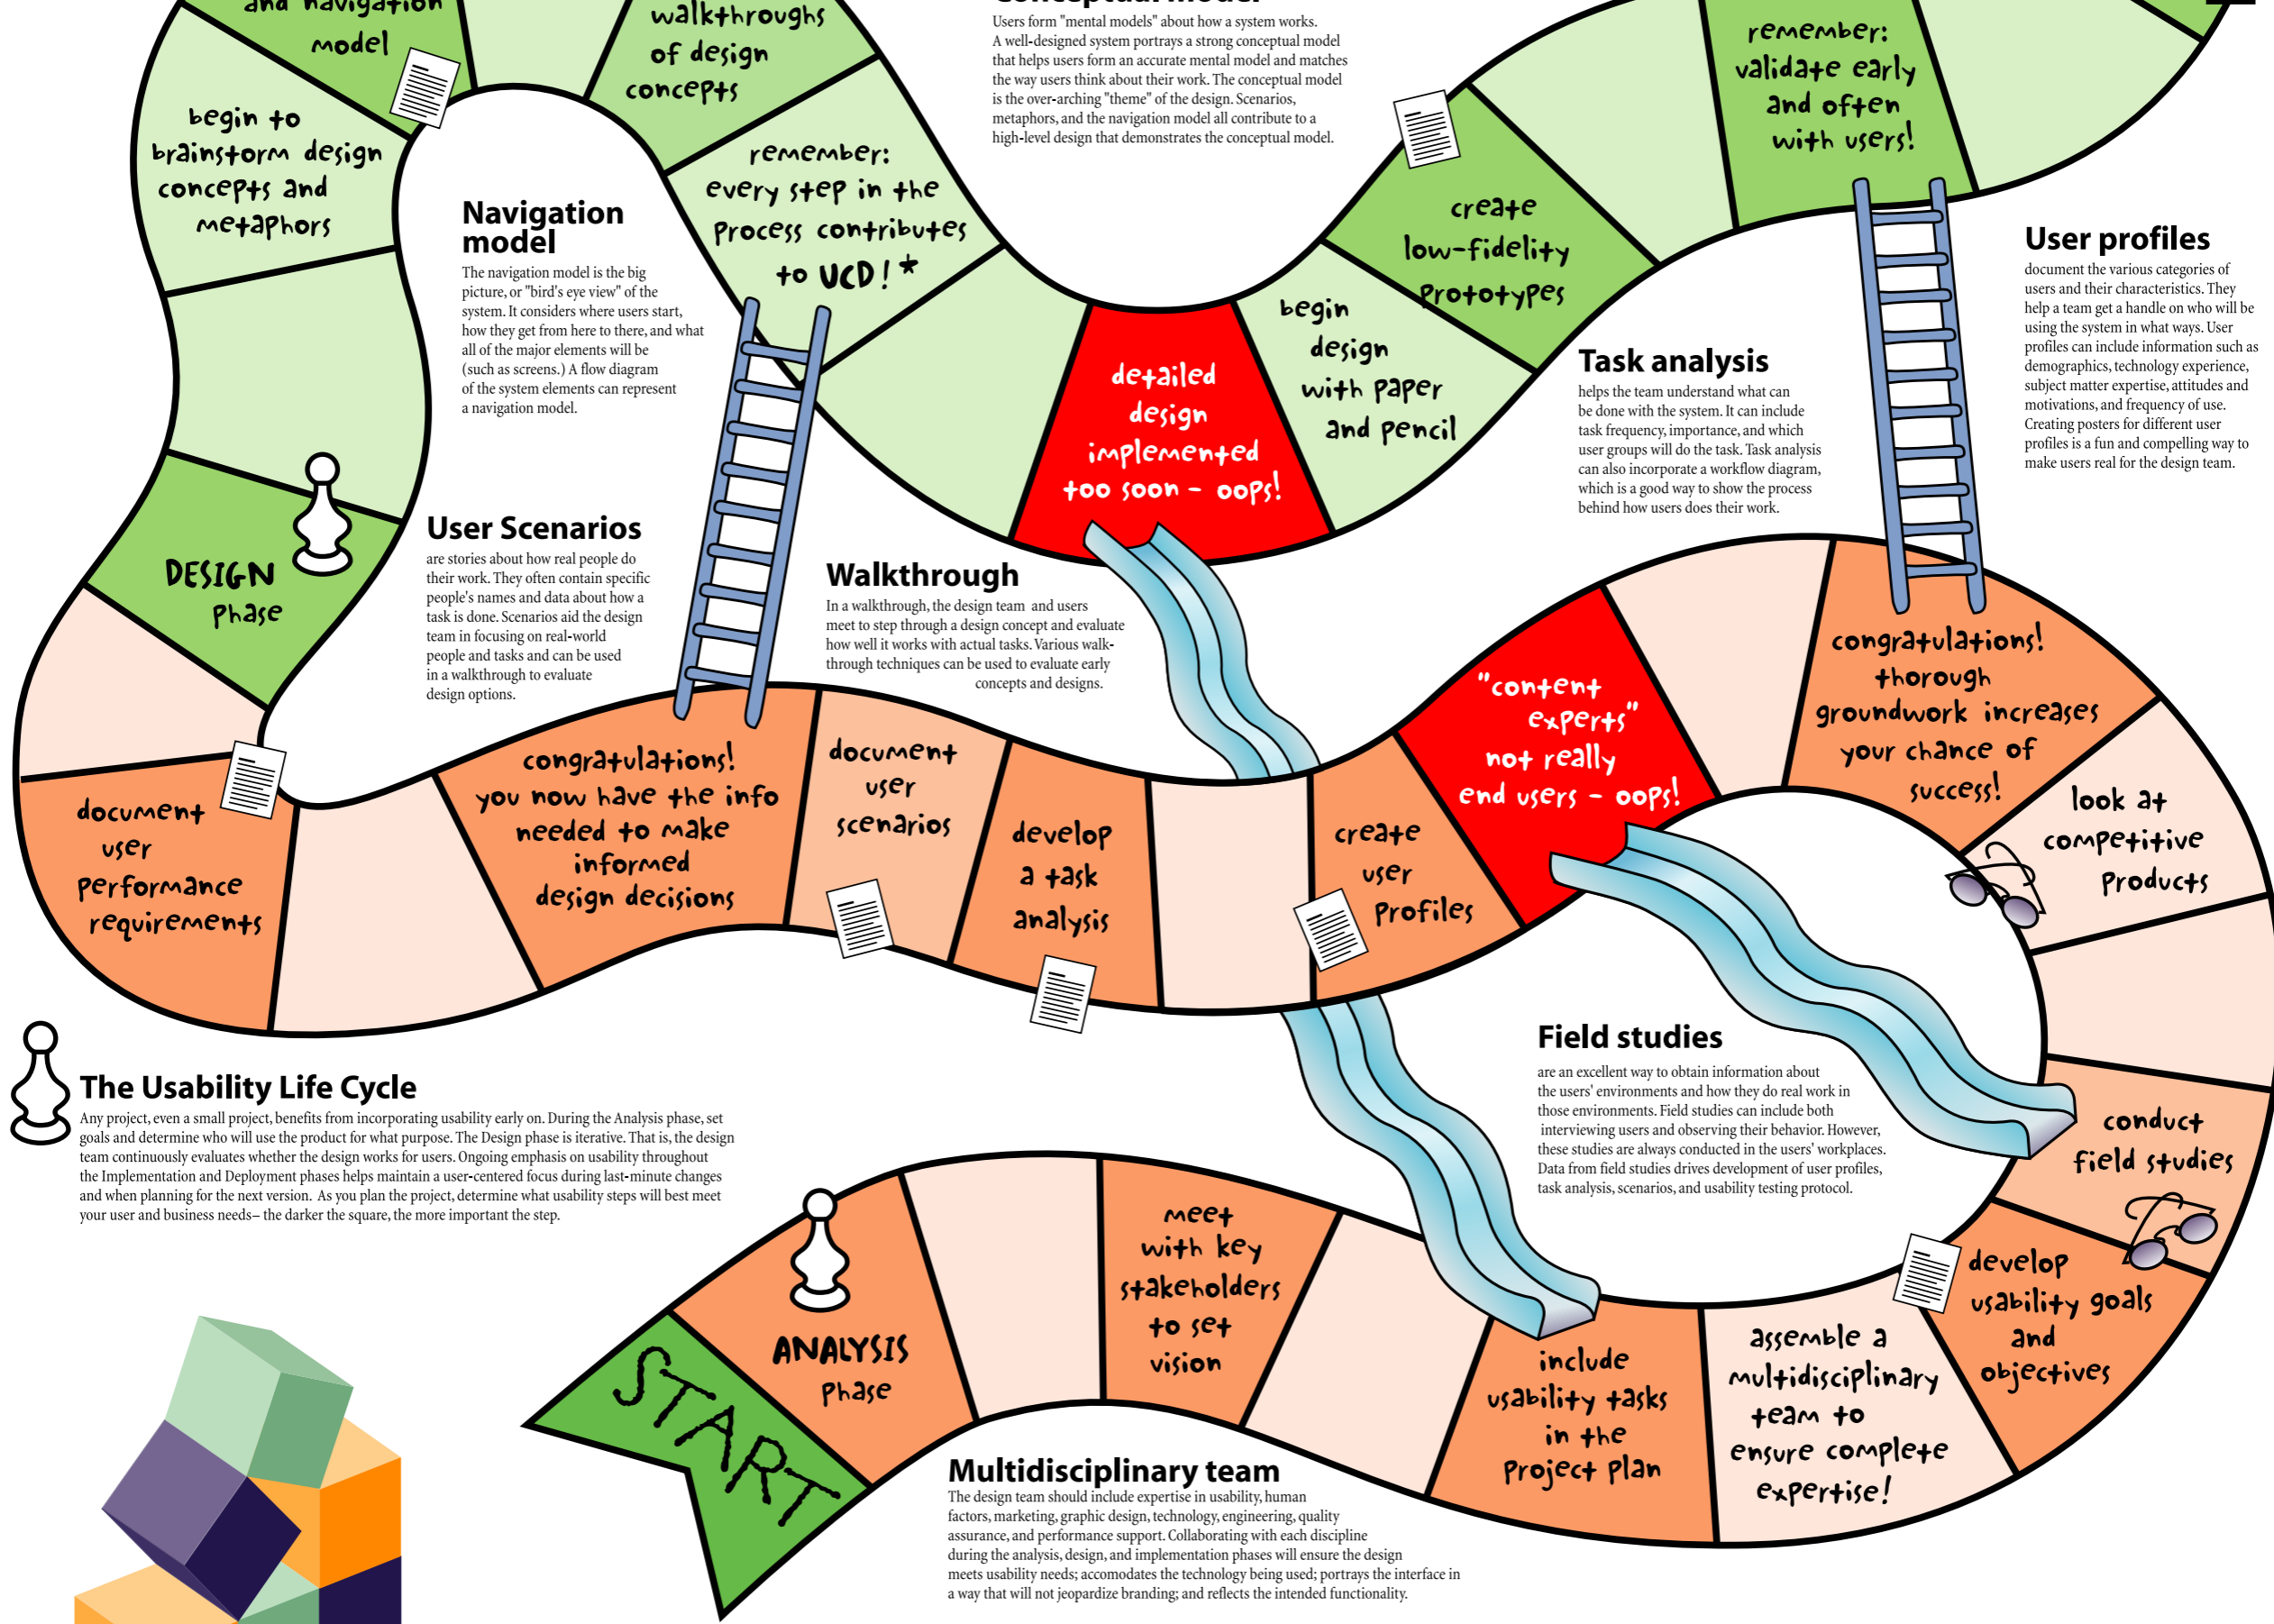 and navigation
model
walkthroughs
of design
concepts
Conceptual model
Users form "mental models" about how a system works.
A well-designed system portrays a strong conceptual model
that helps users form an accurate mental model and matches
the way users think about their work. The conceptual model
is the over-arching "theme" of the design. Scenarios,
metaphors, and the navigation model all contribute to a
high-level design that demonstrates the conceptual model.
remember:
validate early
and often
with users!
begin to
brainstorm design
concepts and
metaphors
remember:
every step in the
process contributes
to UCD! *
create
low-fidelity
prototypes
Navigation
model
The navigation model is the big
picture, or "bird's eye view" of the
system. It considers where users start,
how they get from here to there, and what
all of the major elements will be
(such as screens.) A flow diagram
of the system elements can represent
a navigation model.
User profiles
document the various categories of
users and their characteristics. They
help a team get a handle on who will be
using the system in what ways. User
profiles can include information such as
demographics, technology experience,
subject matter expertise, attitudes and
motivations, and frequency of use.
Creating posters for different user
profiles is a fun and compelling way to
make users real for the design team.
begin
design
with paper
and pencil
detailed
design
implemented
too soon - oops!
Task analysis
helps the team understand what can
be done with the system. It can include
task frequency, importance, and which
user groups will do the task. Task analysis
can also incorporate a workflow diagram,
which is a good way to show the process
behind how users does their work.
DESIGN
phase
User Scenarios
are stories about how real people do
their work. They often contain specific
people's names and data about how a
task is done. Scenarios aid the design
team in focusing on real-world
people and tasks and can be used
in a walkthrough to evaluate
design options.
Walkthrough
In a walkthrough, the design team and users
meet to step through a design concept and evaluate
how well it works with actual tasks. Various walk-
through techniques can be used to evaluate early
concepts and designs.
document
user
performance
requirements
congratulations!
you now have the info
needed to make
informed
design decisions
document
user
scenarios
develop
a task
analysis
create
user
profiles
"content
experts"
not really
end users - oops!
congratulations!
thorough
groundwork increases
your chance of
success!
look at
competitive
products
The Usability Life Cycle
Any project, even a small project, benefits from incorporating usability early on. During the Analysis phase, set
goals and determine who will use the product for what purpose. The Design phase is iterative. That is, the design
team continuously evaluates whether the design works for users. Ongoing emphasis on usability throughout
the Implementation and Deployment phases helps maintain a user-centered focus during last-minute changes
and when planning for the next version. As you plan the project, determine what usability steps will best meet
your user and business needs– the darker the square, the more important the step.
Field studies
are an excellent way to obtain information about
the users' environments and how they do real work in
those environments. Field studies can include both
interviewing users and observing their behavior. However,
these studies are always conducted in the users' workplaces.
Data from field studies drives development of user profiles,
task analysis, scenarios, and usability testing protocol.
conduct
field studies
develop
usability goals
and
objectives
START
ANALYSIS
phase
meet
with key
stakeholders
to set
vision
include
usability tasks
in the
project plan
assemble a
multidisciplinary
team to
ensure complete
expertise!
Multidisciplinary team
The design team should include expertise in usability, human
factors, marketing, graphic design, technology, engineering, quality
assurance, and performance support. Collaborating with each discipline
during the analysis, design, and implementation phases will ensure the design
meets usability needs; accomodates the technology being used; portrays the interface in
a way that will not jeopardize branding; and reflects the intended functionality.